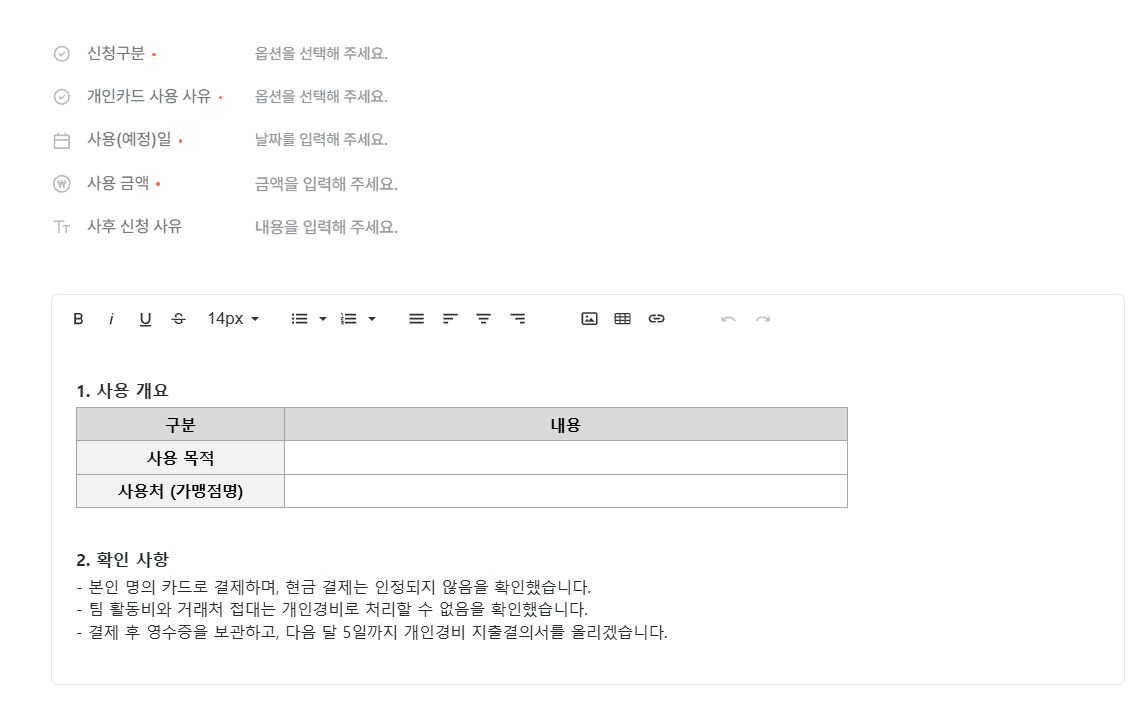 신청구분 • 옵션을 선택해 주세요.
개인카드 사용 사유 • 옵션을 선택해 주세요.
사용(예정)일 • 날짜를 입력해 주세요.
사용 금액 • 금액을 입력해 주세요.
사후 신청 사유 내용을 입력해 주세요.
B i U S 14px
1. 사용 개요
구분 내용
사용 목적
사용처 (가맹점명)
2. 확인 사항
- 본인 명의 카드로 결제하며, 현금 결제는 인정되지 않음을 확인했습니다.
- 팀 활동비와 거래처 접대는 개인경비로 처리할 수 없음을 확인했습니다.
- 결제 후 영수증을 보관하고, 다음 달 5일까지 개인경비 지출결의서를 올리겠습니다.